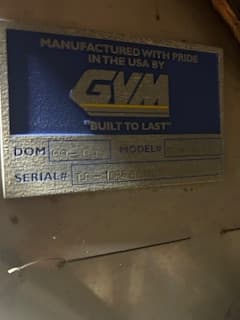 MANUFACTURED WITH PRIDE
IN THE USA BY
GVM
"BUILT TO LAST"
DOM MODEL#
SERIAL#